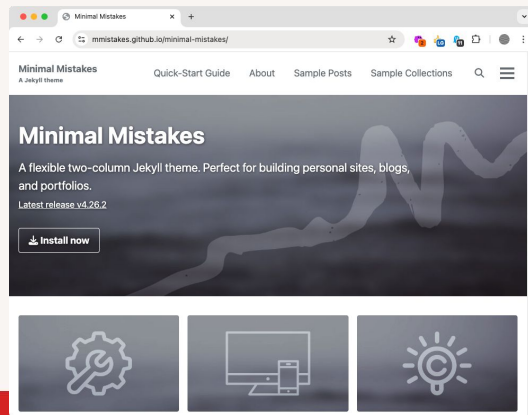 Minimal Mistakes
mmistakes.github.io/minimal-mistakes/
Minimal Mistakes
A Jekyll theme
Quick-Start Guide
About
Sample Posts
Sample Collections
Minimal Mistakes
A flexible two-column Jekyll theme. Perfect for building personal sites, blogs,
and portfolios.
Latest release v4.26.2
Install now